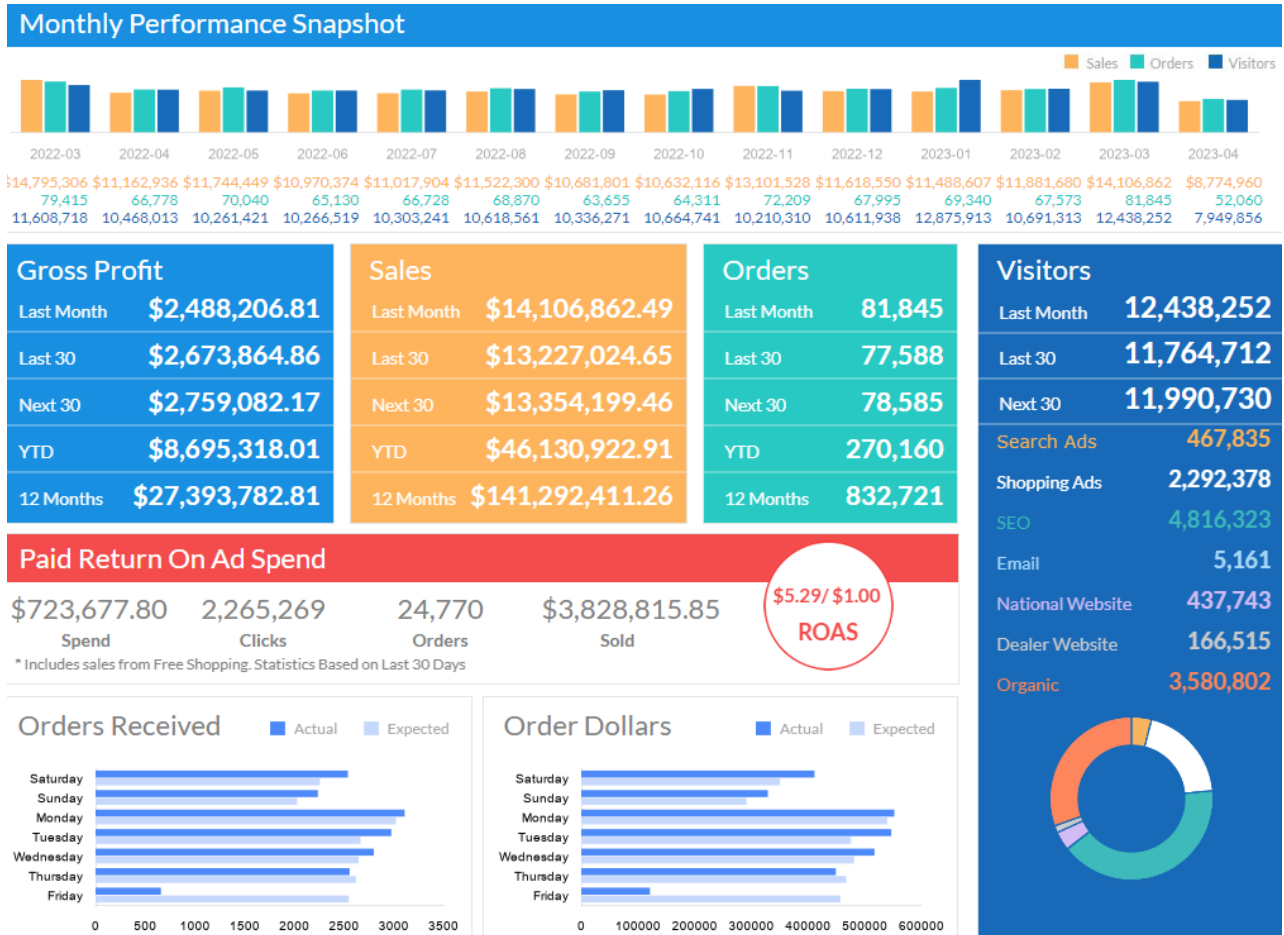 Monthly Performance Snapshot
Sales Orders Visitors
2022-03 2022-04 2022-05 2022-06 2022-07 2022-08 2022-09 2022-10 2022-11 2022-12 2023-01 2023-02 2023-03 2023-04
$14,795,306 $11,162,936 $11,744,449 $10,970,374 $11,017,904 $11,522,300 $10,681,801 $10,632,116 $13,101,528 $11,618,550 $11,488,607 $11,881,680 $14,106,862 $8,774,960
79,415 66,778 70,040 65,130 66,728 68,870 63,655 64,311 72,209 67,995 69,340 67,573 81,845 52,060
11,608,718 10,468,013 10,261,421 10,266,519 10,303,241 10,618,561 10,336,271 10,664,741 10,210,310 10,611,938 12,875,913 10,691,313 12,438,252 7,949,856
Gross Profit
Last Month $2,488,206.81
Last 30 $2,673,864.86
Next 30 $2,759,082.17
YTD $8,695,318.01
12 Months $27,393,782.81
Sales
Last Month $14,106,862.49
Last 30 $13,227,024.65
Next 30 $13,354,199.46
YTD $46,130,922.91
12 Months $141,292,411.26
Orders
Last Month 81,845
Last 30 77,588
Next 30 78,585
YTD 270,160
12 Months 832,721
Visitors
Last Month 12,438,252
Last 30 11,764,712
Next 30 11,990,730
Search Ads 467,835
Shopping Ads 2,292,378
SEO 4,816,323
Email 5,161
National Website 437,743
Dealer Website 166,515
Organic 3,580,802
Paid Return On Ad Spend
$723,677.80 2,265,269 24,770 $3,828,815.85
Spend Clicks Orders Sold
* Includes sales from Free Shopping. Statistics Based on Last 30 Days
$5.29/ $1.00
ROAS
Orders Received
Actual Expected
Saturday
Sunday
Monday
Tuesday
Wednesday
Thursday
Friday
0 500 1000 1500 2000 2500 3000 3500
Order Dollars
Actual Expected
Saturday
Sunday
Monday
Tuesday
Wednesday
Thursday
Friday
0 100000 200000 300000 400000 500000 600000